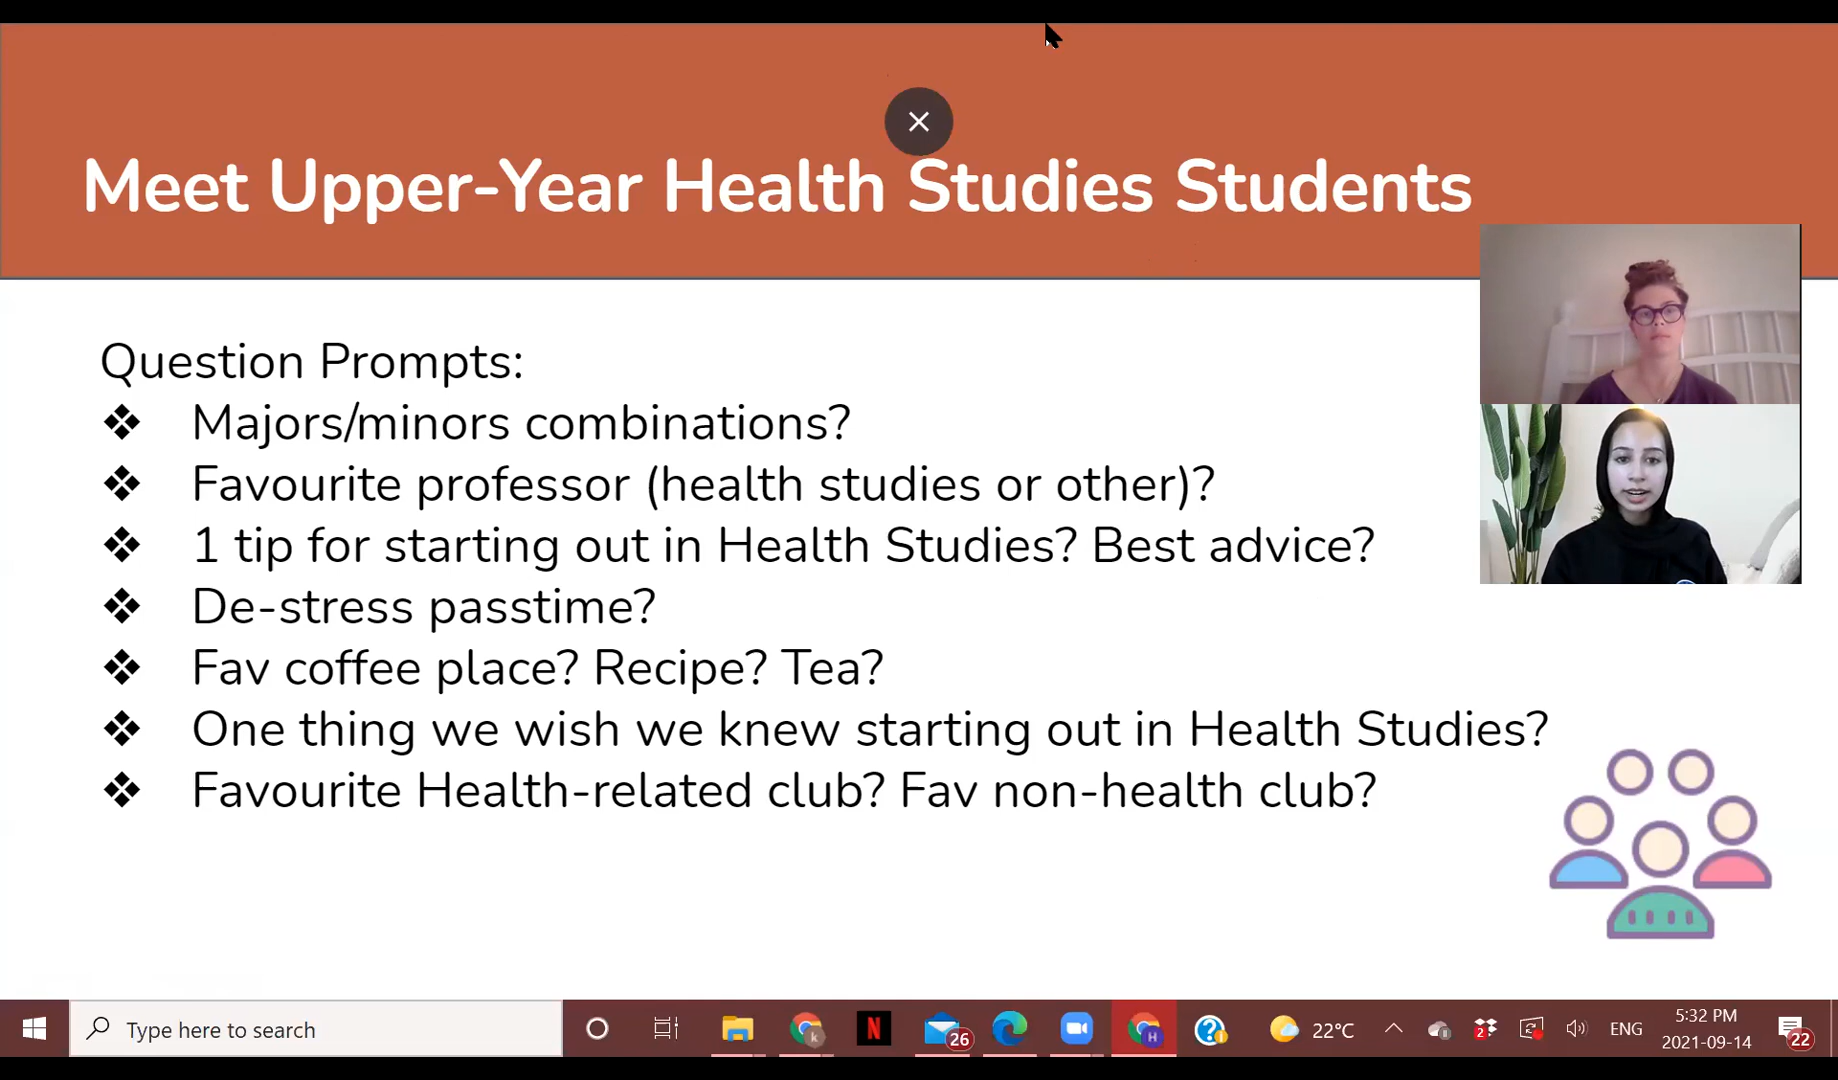 Meet Upper-Year Health Studies Students
Question Prompts:
❖ Majors/minors combinations?
❖ Favourite professor (health studies or other)?
❖ 1 tip for starting out in Health Studies? Best advice?
❖ De-stress passtime?
❖ Fav coffee place? Recipe? Tea?
❖ One thing we wish we knew starting out in Health Studies?
❖ Favourite Health-related club? Fav non-health club?
Type here to search
k
N
26
H
?
22°C
2
ENG
5:32 PM
2021-09-14
22